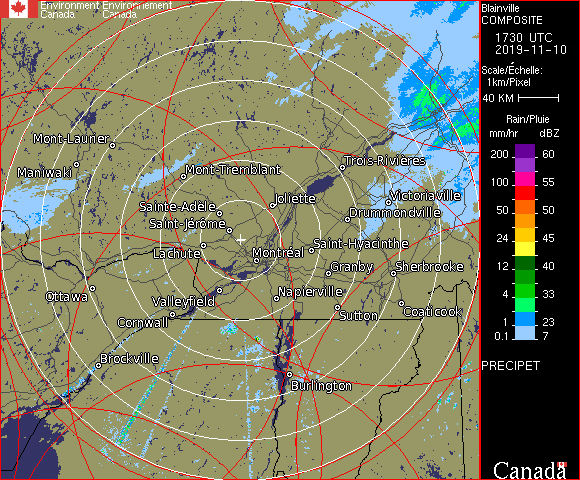 Environment Environnement
Canada Canada
Blainville
COMPOSITE
1730 UTC
2019-11-10
Scale/Échelle:
1km/Pixel
40 KM
Rain/Pluie
mm/hr dBZ
200 60
100 55
50 50
24 45
12 40
4 33
1 23
0.1 7
PRECIPET
Canada
Mont-Laurier
Maniwaki
Mont-Tremblant
Trois-Rivières
Joliette
Victoriaville
Sainte-Adèle
Drummondville
Saint-Jérôme
Saint-Hyacinthe
Lachute
Montréal
Granby
Sherbrooke
Ottawa
Napierville
Valleyfield
Coaticook
Cornwall
Sutton
Brockville
Burlington